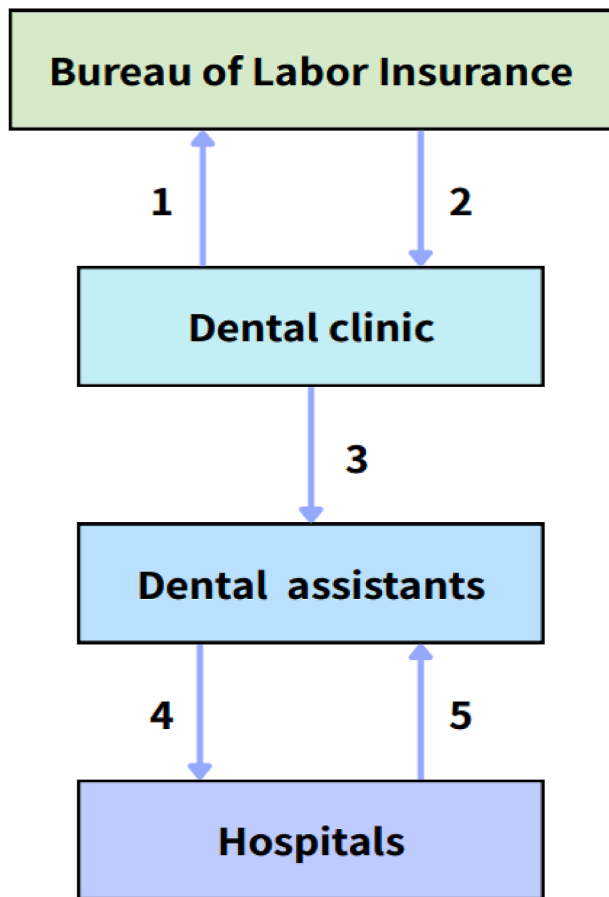 Bureau of Labor Insurance
1 2
Dental clinic
3
Dental assistants
4 5
Hospitals